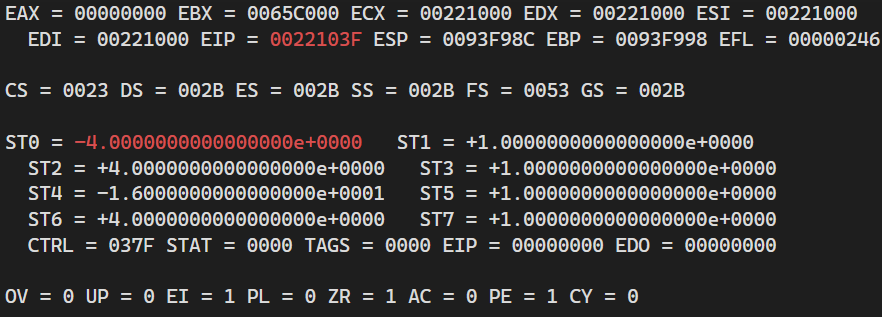 EAX = 00000000 EBX = 0065C000 ECX = 00221000 EDX = 00221000 ESI = 00221000
EDI = 00221000 EIP = 0022103F ESP = 0093F98C EBP = 0093F998 EFL = 00000246
CS = 0023 DS = 002B ES = 002B SS = 002B FS = 0053 GS = 002B
ST0 = -4.0000000000000000e+0000 ST1 = +1.0000000000000000e+0000
ST2 = +4.0000000000000000e+0000 ST3 = +1.0000000000000000e+0000
ST4 = -1.6000000000000000e+0001 ST5 = +1.0000000000000000e+0000
ST6 = +4.0000000000000000e+0000 ST7 = +1.0000000000000000e+0000
CTRL = 037F STAT = 0000 TAGS = 0000 EIP = 00000000 EDO = 00000000
OV = 0 UP = 0 EI = 1 PL = 0 ZR = 1 AC = 0 PE = 1 CY = 0